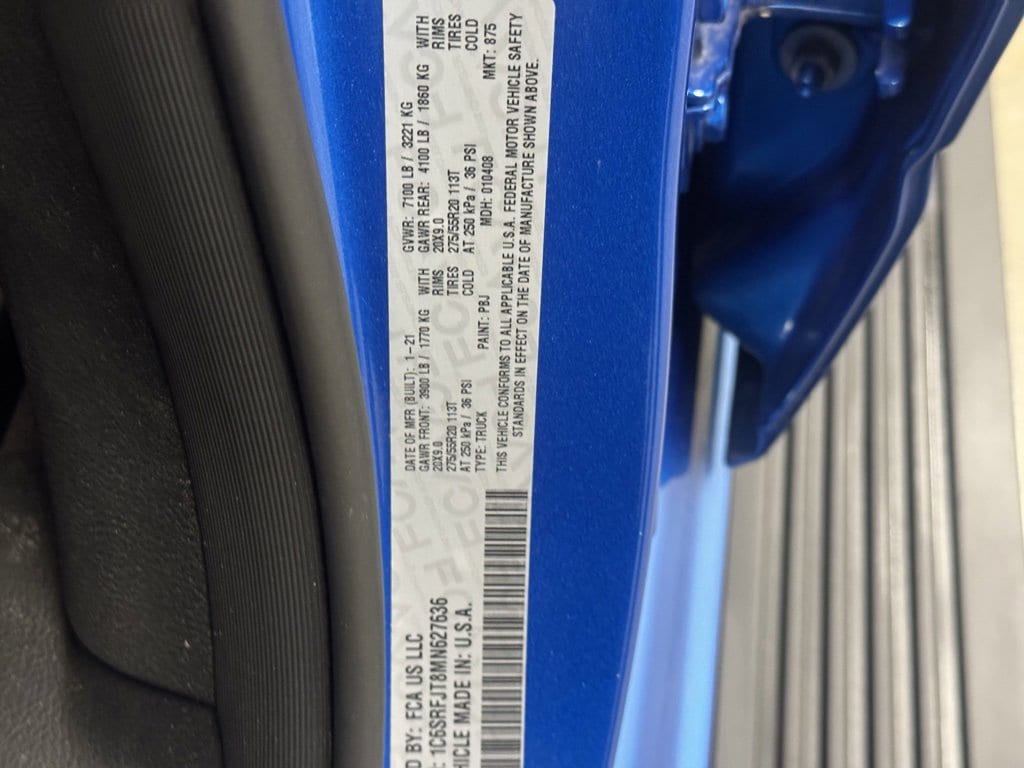 D BY: FCA US LLC
: 1C6SRFJT8MN627636
HICLE MADE IN: U.S.A.
DATE OF MFR (BUILT): 1-21 GVWR: 7100 LB / 3221 KG
GAWR FRONT: 3900 LB / 1770 KG WITH GAWR REAR: 4100 LB / 1860 KG WITH
20X9.0 RIMS 20X9.0 RIMS
275/55R20 113T TIRES 275/55R20 113T TIRES
AT 250 kPa / 36 PSI COLD AT 250 kPa / 36 PSI COLD
TYPE: TRUCK PAINT: PBJ MDH: 010408 MKT: 875
THIS VEHICLE CONFORMS TO ALL APPLICABLE U.S.A. FEDERAL MOTOR VEHICLE SAFETY
STANDARDS IN EFFECT ON THE DATE OF MANUFACTURE SHOWN ABOVE.